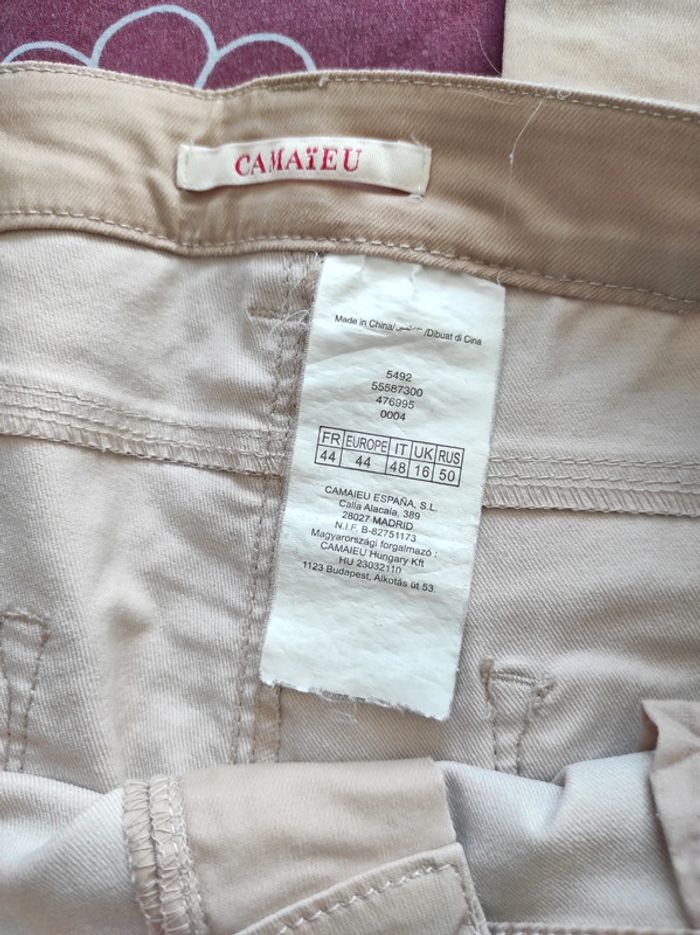 CAMAïEU
Made in China/ /Dibuat di Cina
5492
55587300
476995
0004
FR EUROPE IT UK RUS
44 44 48 16 50
CAMAIEU ESPAÑA, S.L.
Calla Alacala, 389
28027 MADRID
N.I.F. B-82751173
Magyarországi forgalmazó :
CAMAIEU Hungary Kft
HU 23032110
1123 Budapest, Alkotás út 53.